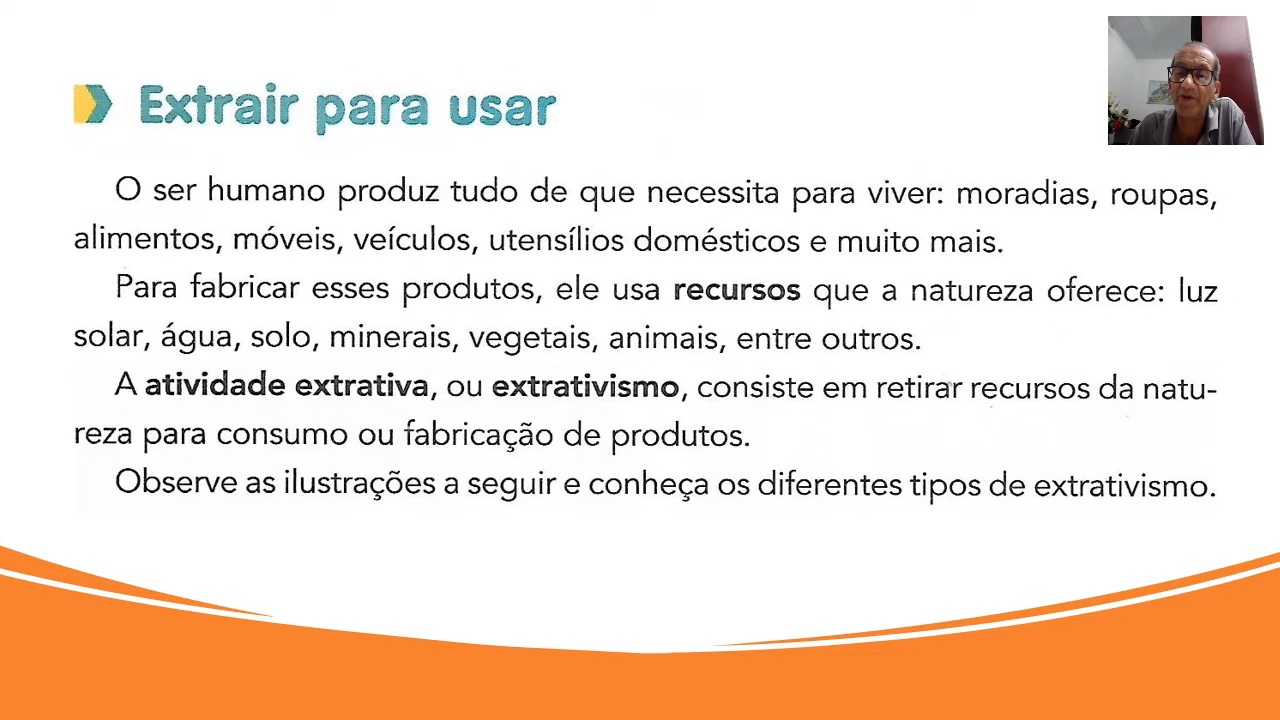 Extrair para usar
O ser humano produz tudo de que necessita para viver: moradias, roupas,
alimentos, móveis, veículos, utensílios domésticos e muito mais.
Para fabricar esses produtos, ele usa recursos que a natureza oferece: luz
solar, água, solo, minerais, vegetais, animais, entre outros.
A atividade extrativa, ou extrativismo, consiste em retirar recursos da natu-
reza para consumo ou fabricação de produtos.
Observe as ilustrações a seguir e conheça os diferentes tipos de extrativismo.